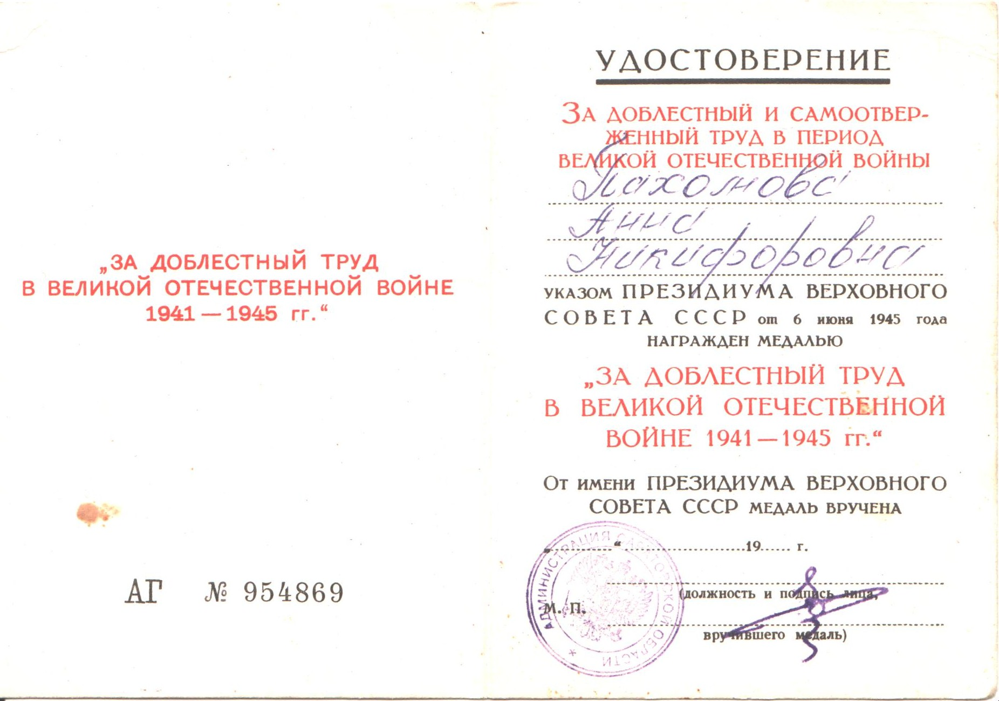 „ЗА ДОБЛЕСТНЫЙ ТРУД
В ВЕЛИКОЙ ОТЕЧЕСТВЕННОЙ ВОЙНЕ
1941 — 1945 гг.“
АГ № 954869
УДОСТОВЕРЕНИЕ
ЗА ДОБЛЕСТНЫЙ И САМООТВЕР-
ЖЕННЫЙ ТРУД В ПЕРИОД
ВЕЛИКОЙ ОТЕЧЕСТВЕННОЙ ВОЙНЫ
Пахомова
Анна
Никифоровна
УКАЗОМ ПРЕЗИДИУМА ВЕРХОВНОГО
СОВЕТА СССР от 6 июня 1945 года
НАГРАЖДЕН МЕДАЛЬЮ
„ЗА ДОБЛЕСТНЫЙ ТРУД
В ВЕЛИКОЙ ОТЕЧЕСТВЕННОЙ
ВОЙНЕ 1941 — 1945 гг.“
ОТ ИМЕНИ ПРЕЗИДИУМА ВЕРХОВНОГО
СОВЕТА СССР МЕДАЛЬ ВРУЧЕНА
„..........“....................19...... г.
(должность и подпись лица,
М. П.
вручившего медаль)
АДМИНИСТРАЦИЯ САРАТОВСКОЙ ОБЛАСТИ *